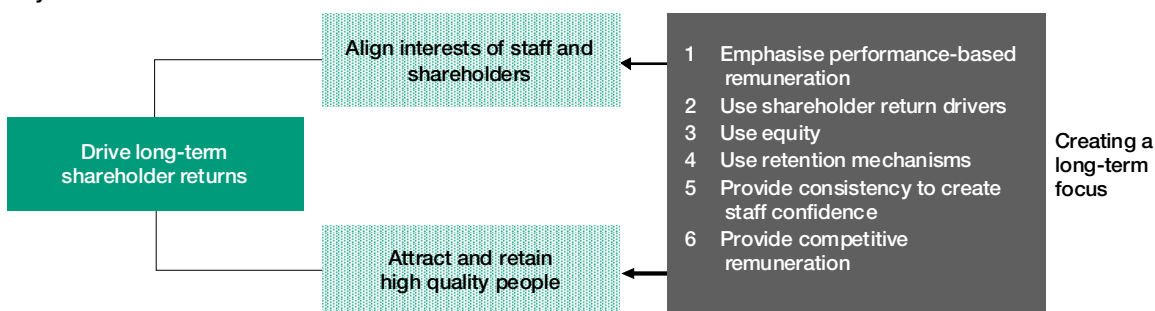 Align interests of staff and
shareholders
Drive long-term
shareholder returns
Attract and retain
high quality people
1 Emphasise performance-based
remuneration
2 Use shareholder return drivers
3 Use equity
4 Use retention mechanisms
5 Provide consistency to create
staff confidence
6 Provide competitive
remuneration
Creating a
long-term
focus